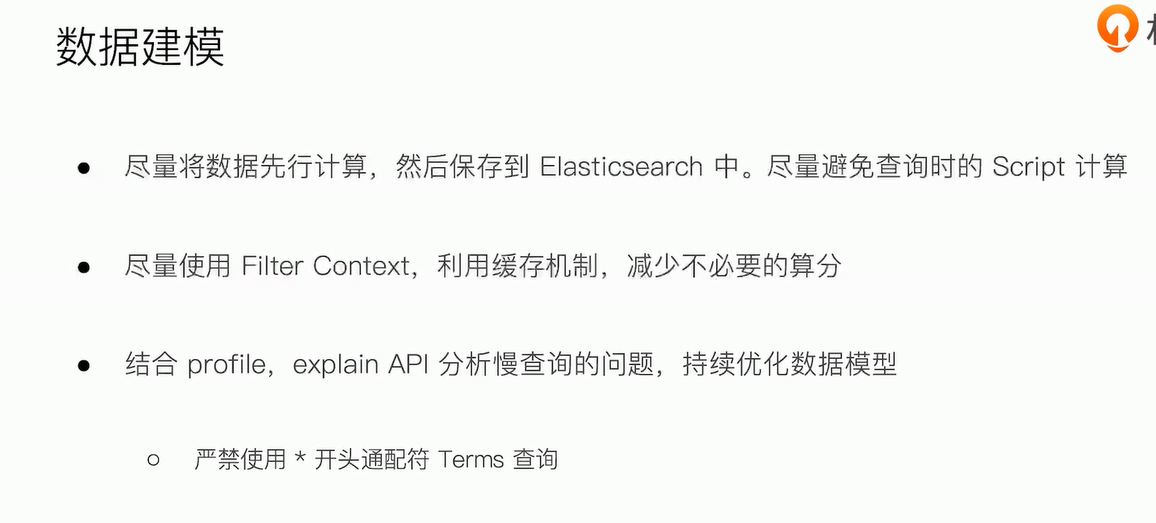 数据建模
尽量将数据先行计算，然后保存到 Elasticsearch 中。尽量避免查询时的 Script 计算
尽量使用 Filter Context，利用缓存机制，减少不必要的算分
结合 profile，explain API 分析慢查询的问题，持续优化数据模型
严禁使用 * 开头通配符 Terms 查询